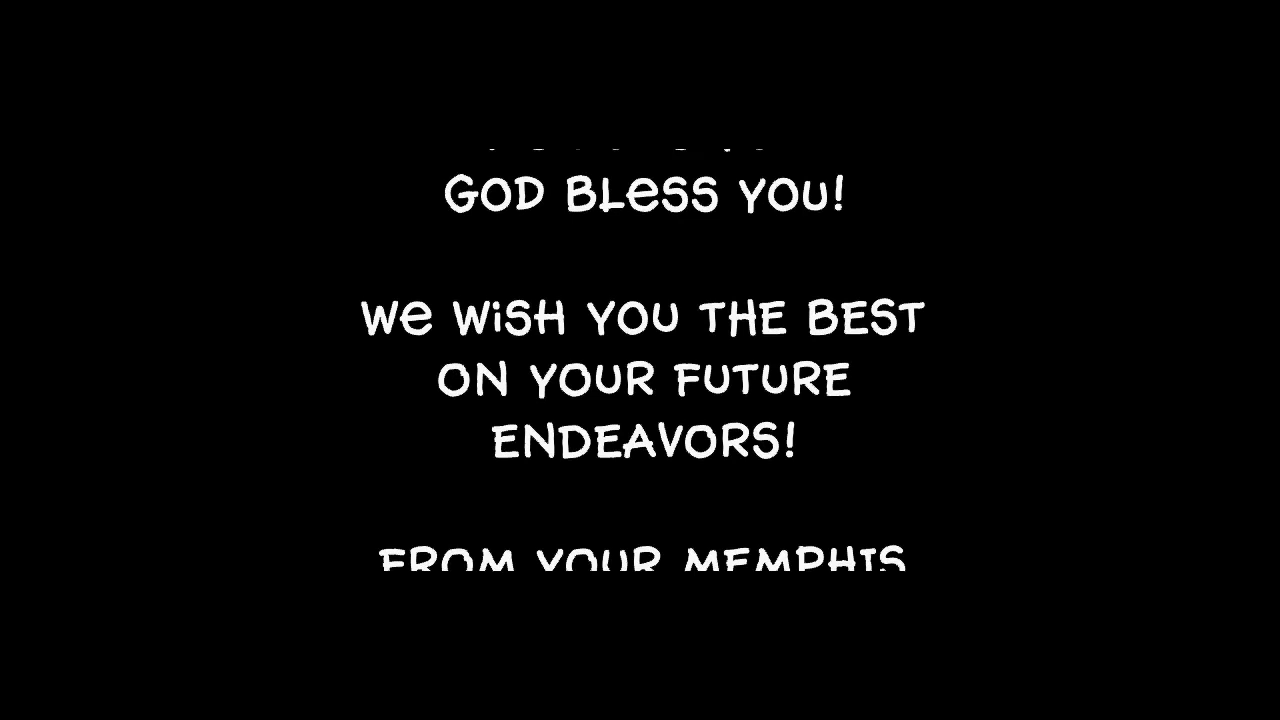 GOD BLeSS YOU!
We WiSH YOU THE BEST
ON YOUR FUTURE
ENDEAVORS!
FROM YOUR MEMPHIS